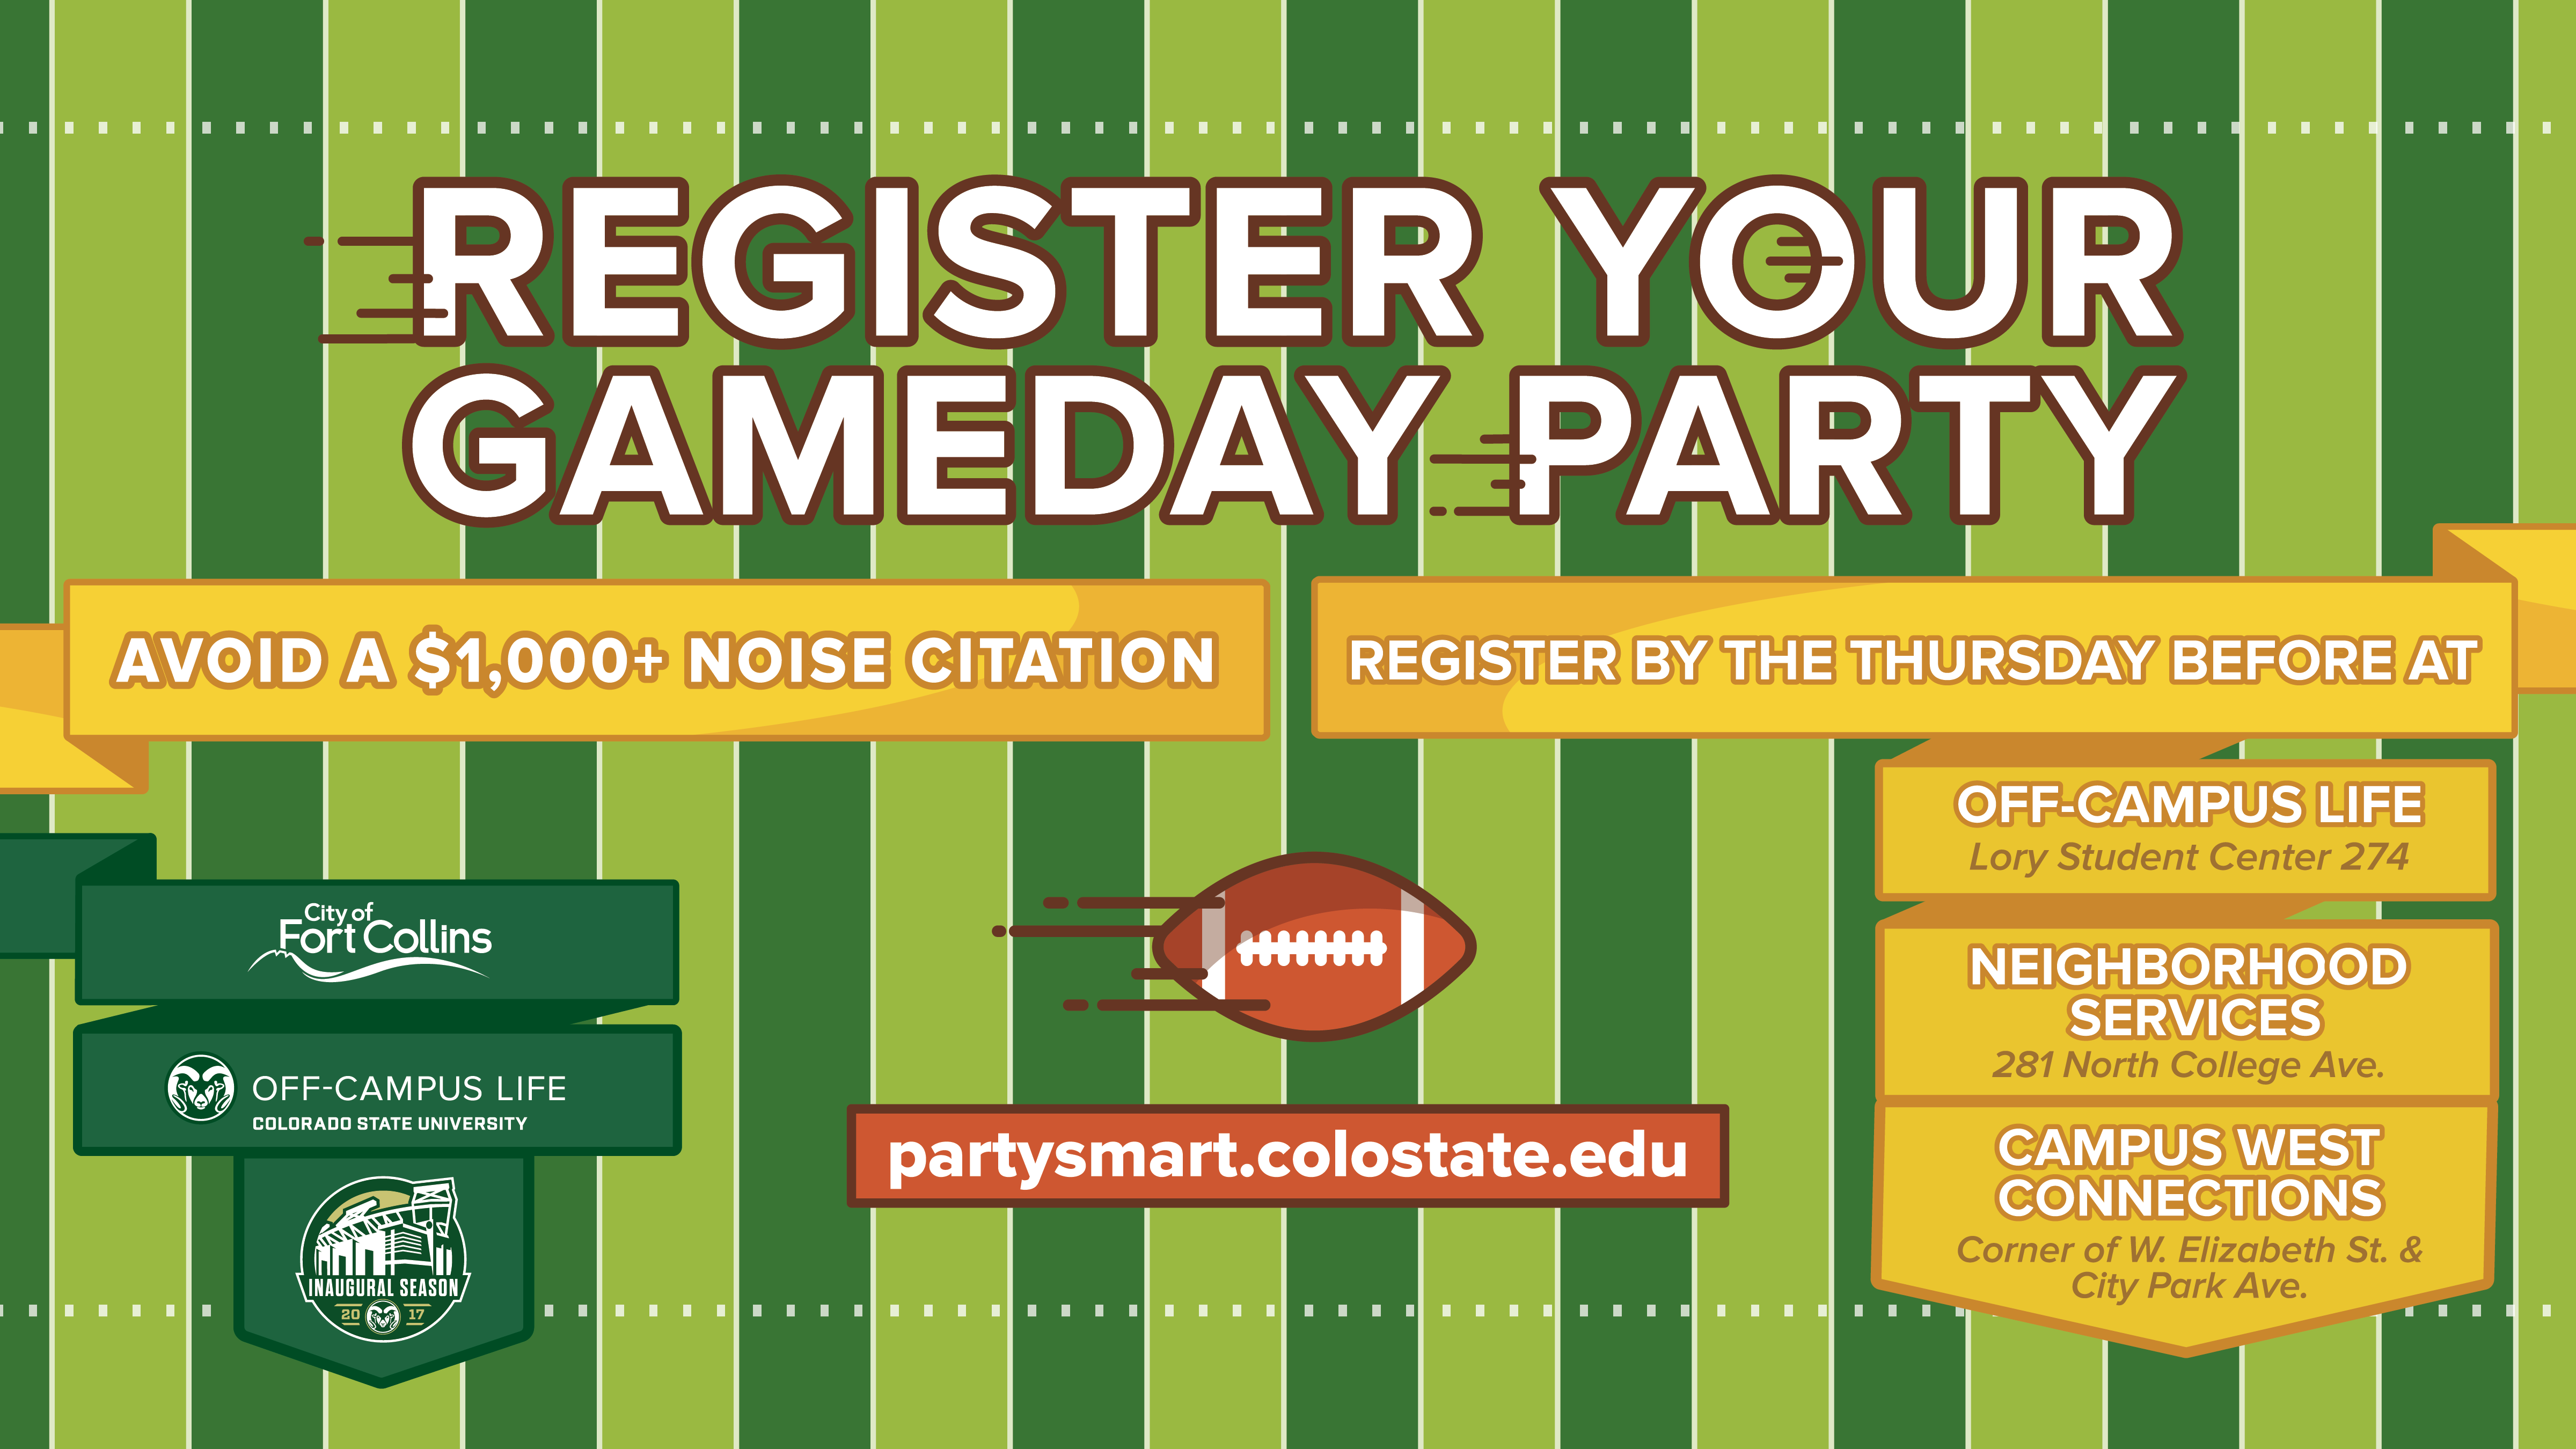 REGISTER YOUR
GAMEDAY PARTY
AVOID A $1,000+ NOISE CITATION
REGISTER BY THE THURSDAY BEFORE AT
OFF-CAMPUS LIFE
Lory Student Center 274
NEIGHBORHOOD
SERVICES
281 North College Ave.
CAMPUS WEST
CONNECTIONS
Corner of W. Elizabeth St. &
City Park Ave.
City of
Fort Collins
OFF-CAMPUS LIFE
COLORADO STATE UNIVERSITY
INAUGURAL SEASON
20 17
partysmart.colostate.edu